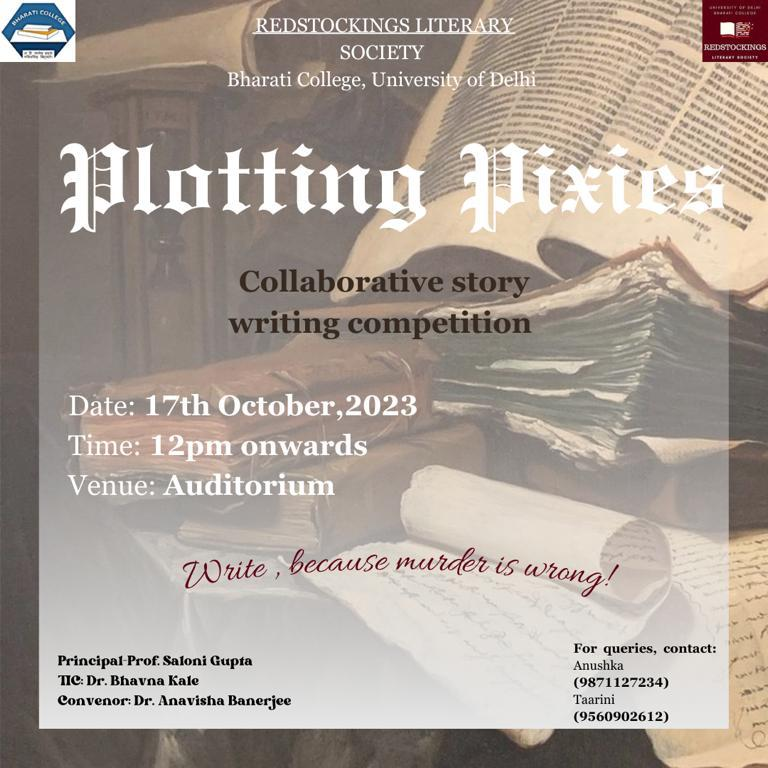 BHARATI COLLEGE
UNIVERSITY OF DELHI
BHARATI COLLEGE
REDSTOCKINGS
LITERARY SOCIETY
REDSTOCKINGS LITERARY
SOCIETY
Bharati College, University of Delhi
Plotting Pixies
Collaborative story
writing competition
Date: 17th October,2023
Time: 12pm onwards
Venue: Auditorium
Write , because murder is wrong!
Principal-Prof. Saloni Gupta
TIC: Dr. Bhavna Kale
Convenor: Dr. Anavisha Banerjee
For queries, contact:
Anushka
(9871127234)
Taarini
(9560902612)